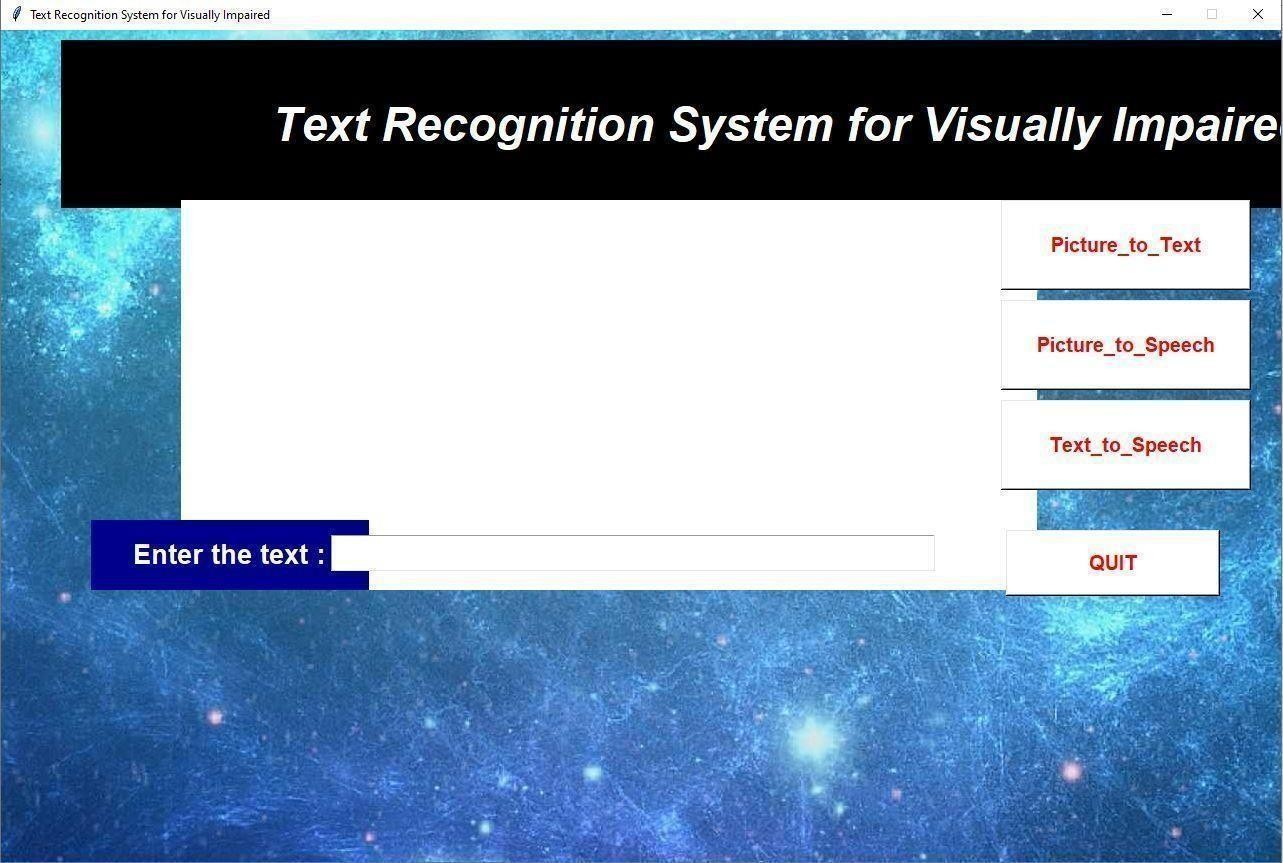 Text Recognition System for Visually Impaired
Text Recognition System for Visually Impaire
Picture_to_Text
Picture_to_Speech
Text_to_Speech
Enter the text :
QUIT